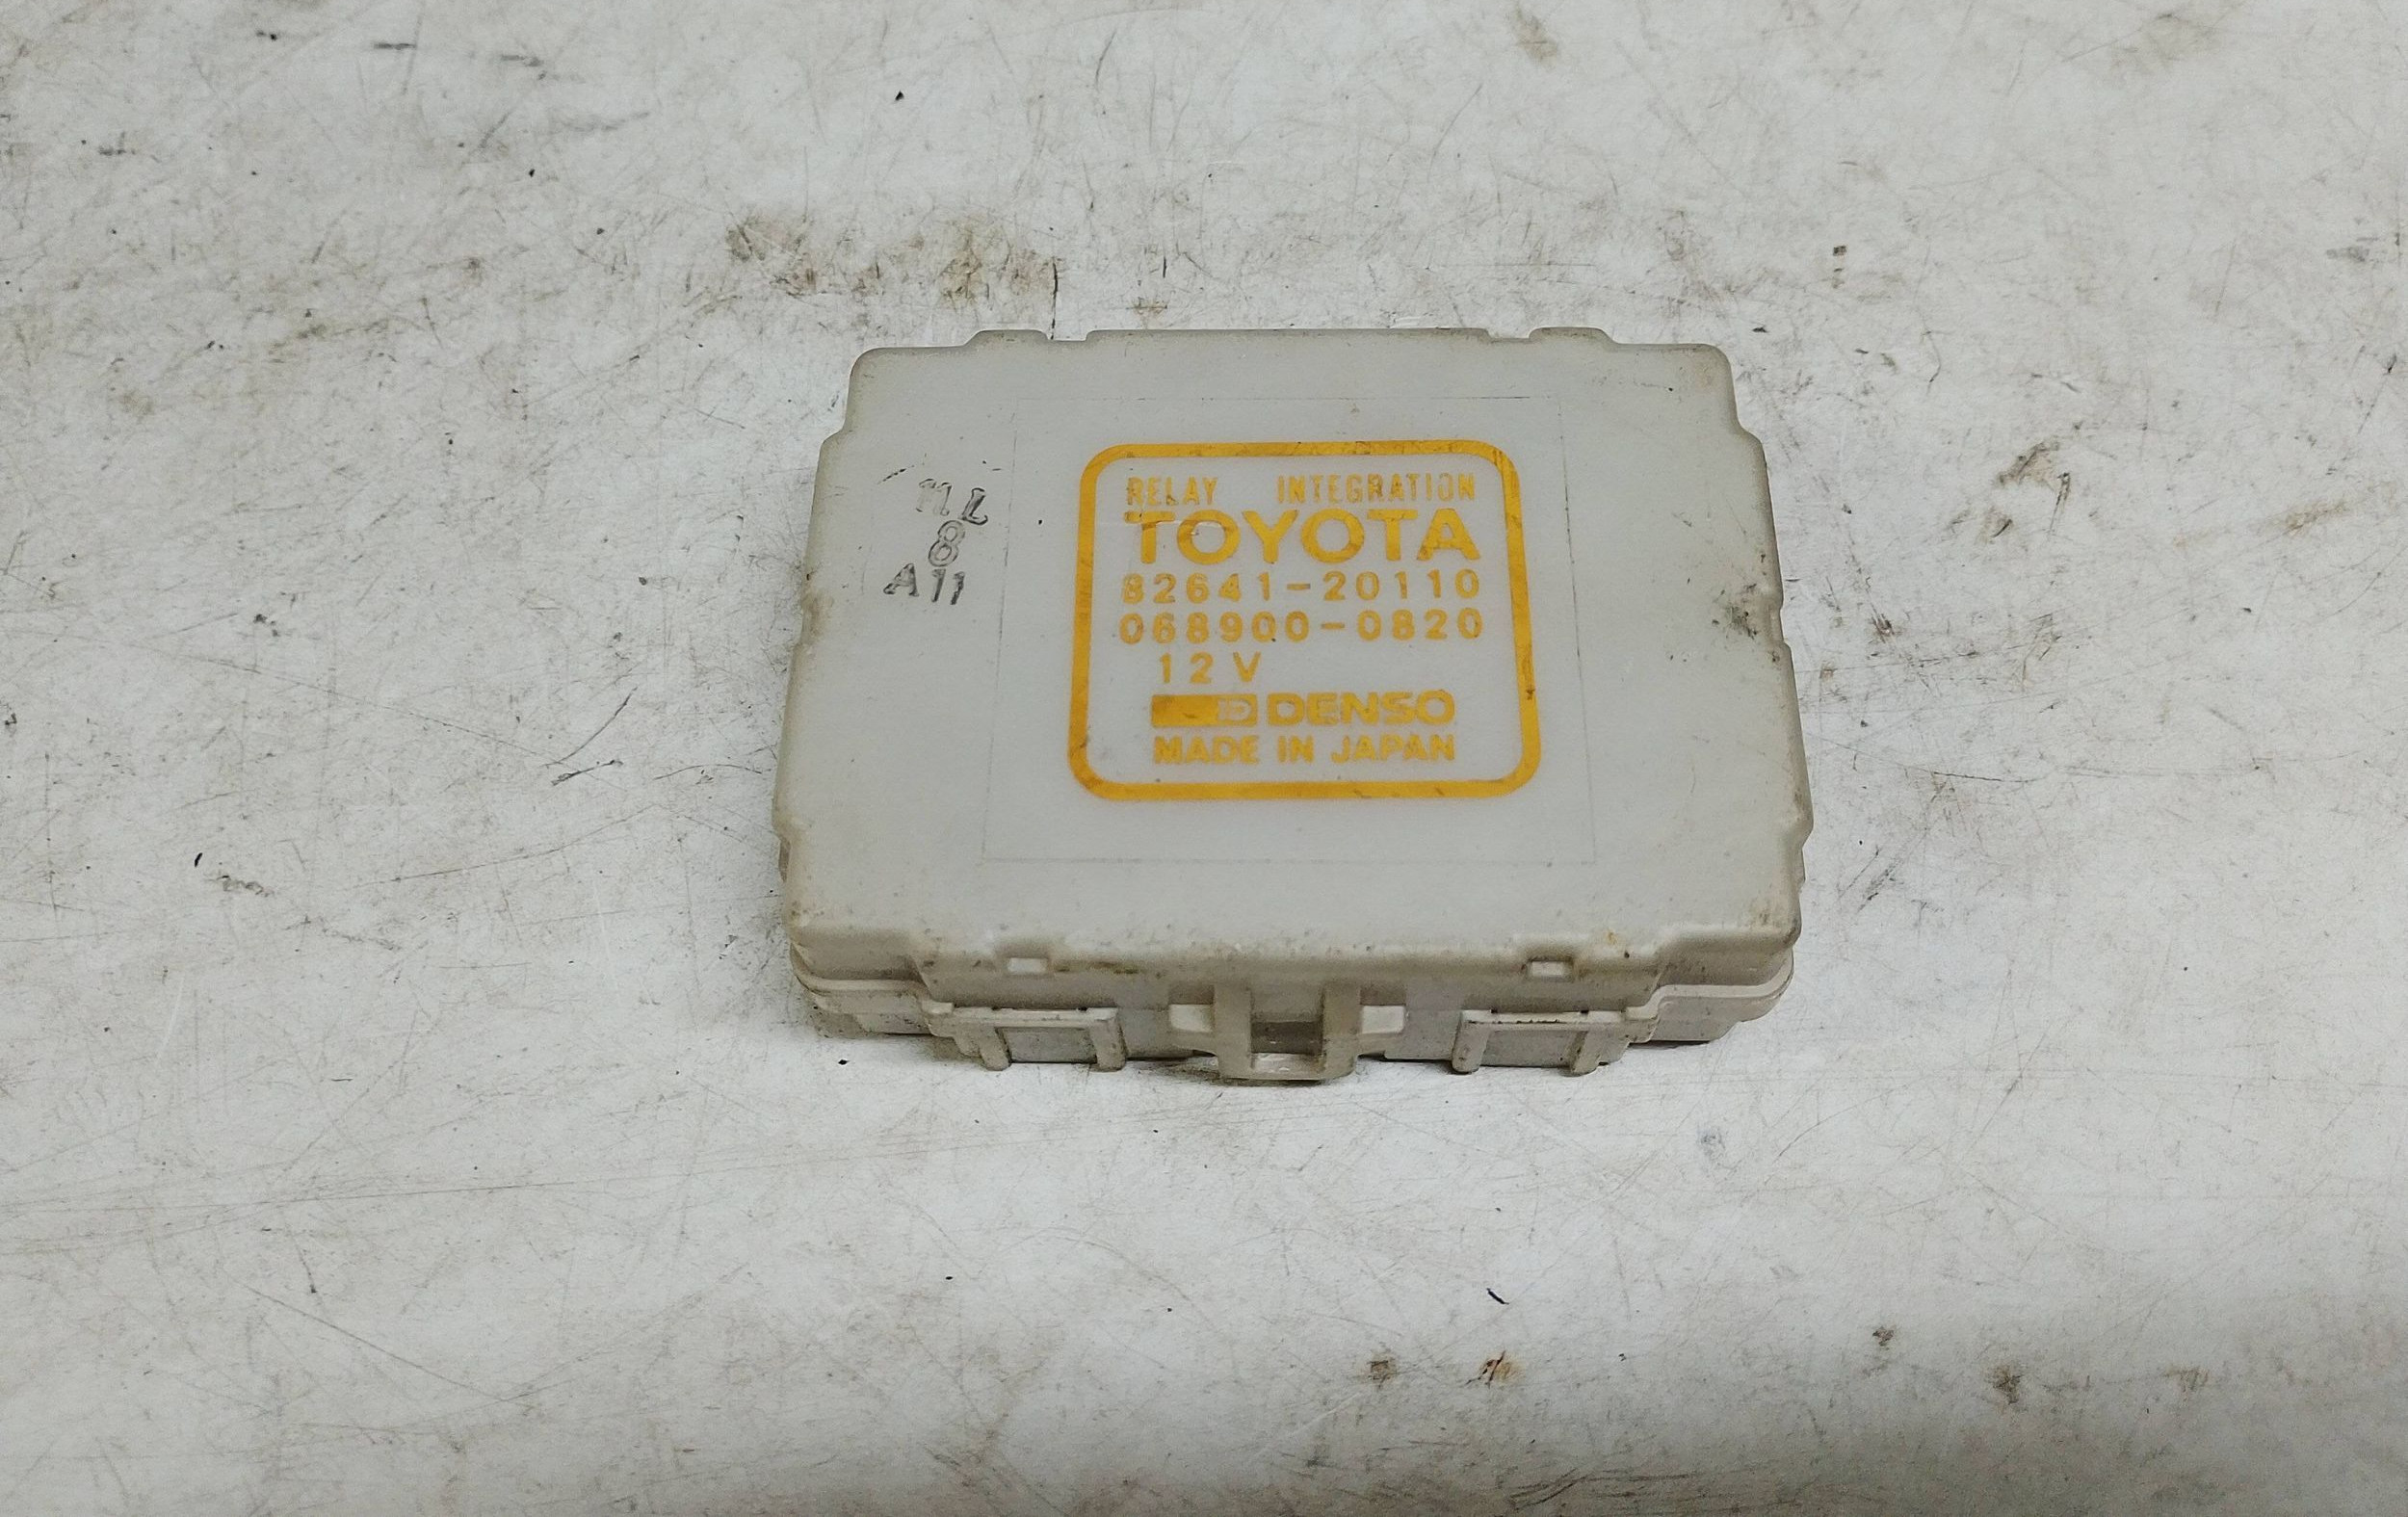 RELAY INTEGRATION
TOYOTA
82641-20110
068900-0820
12V
DENSO
MADE IN JAPAN
8
A11